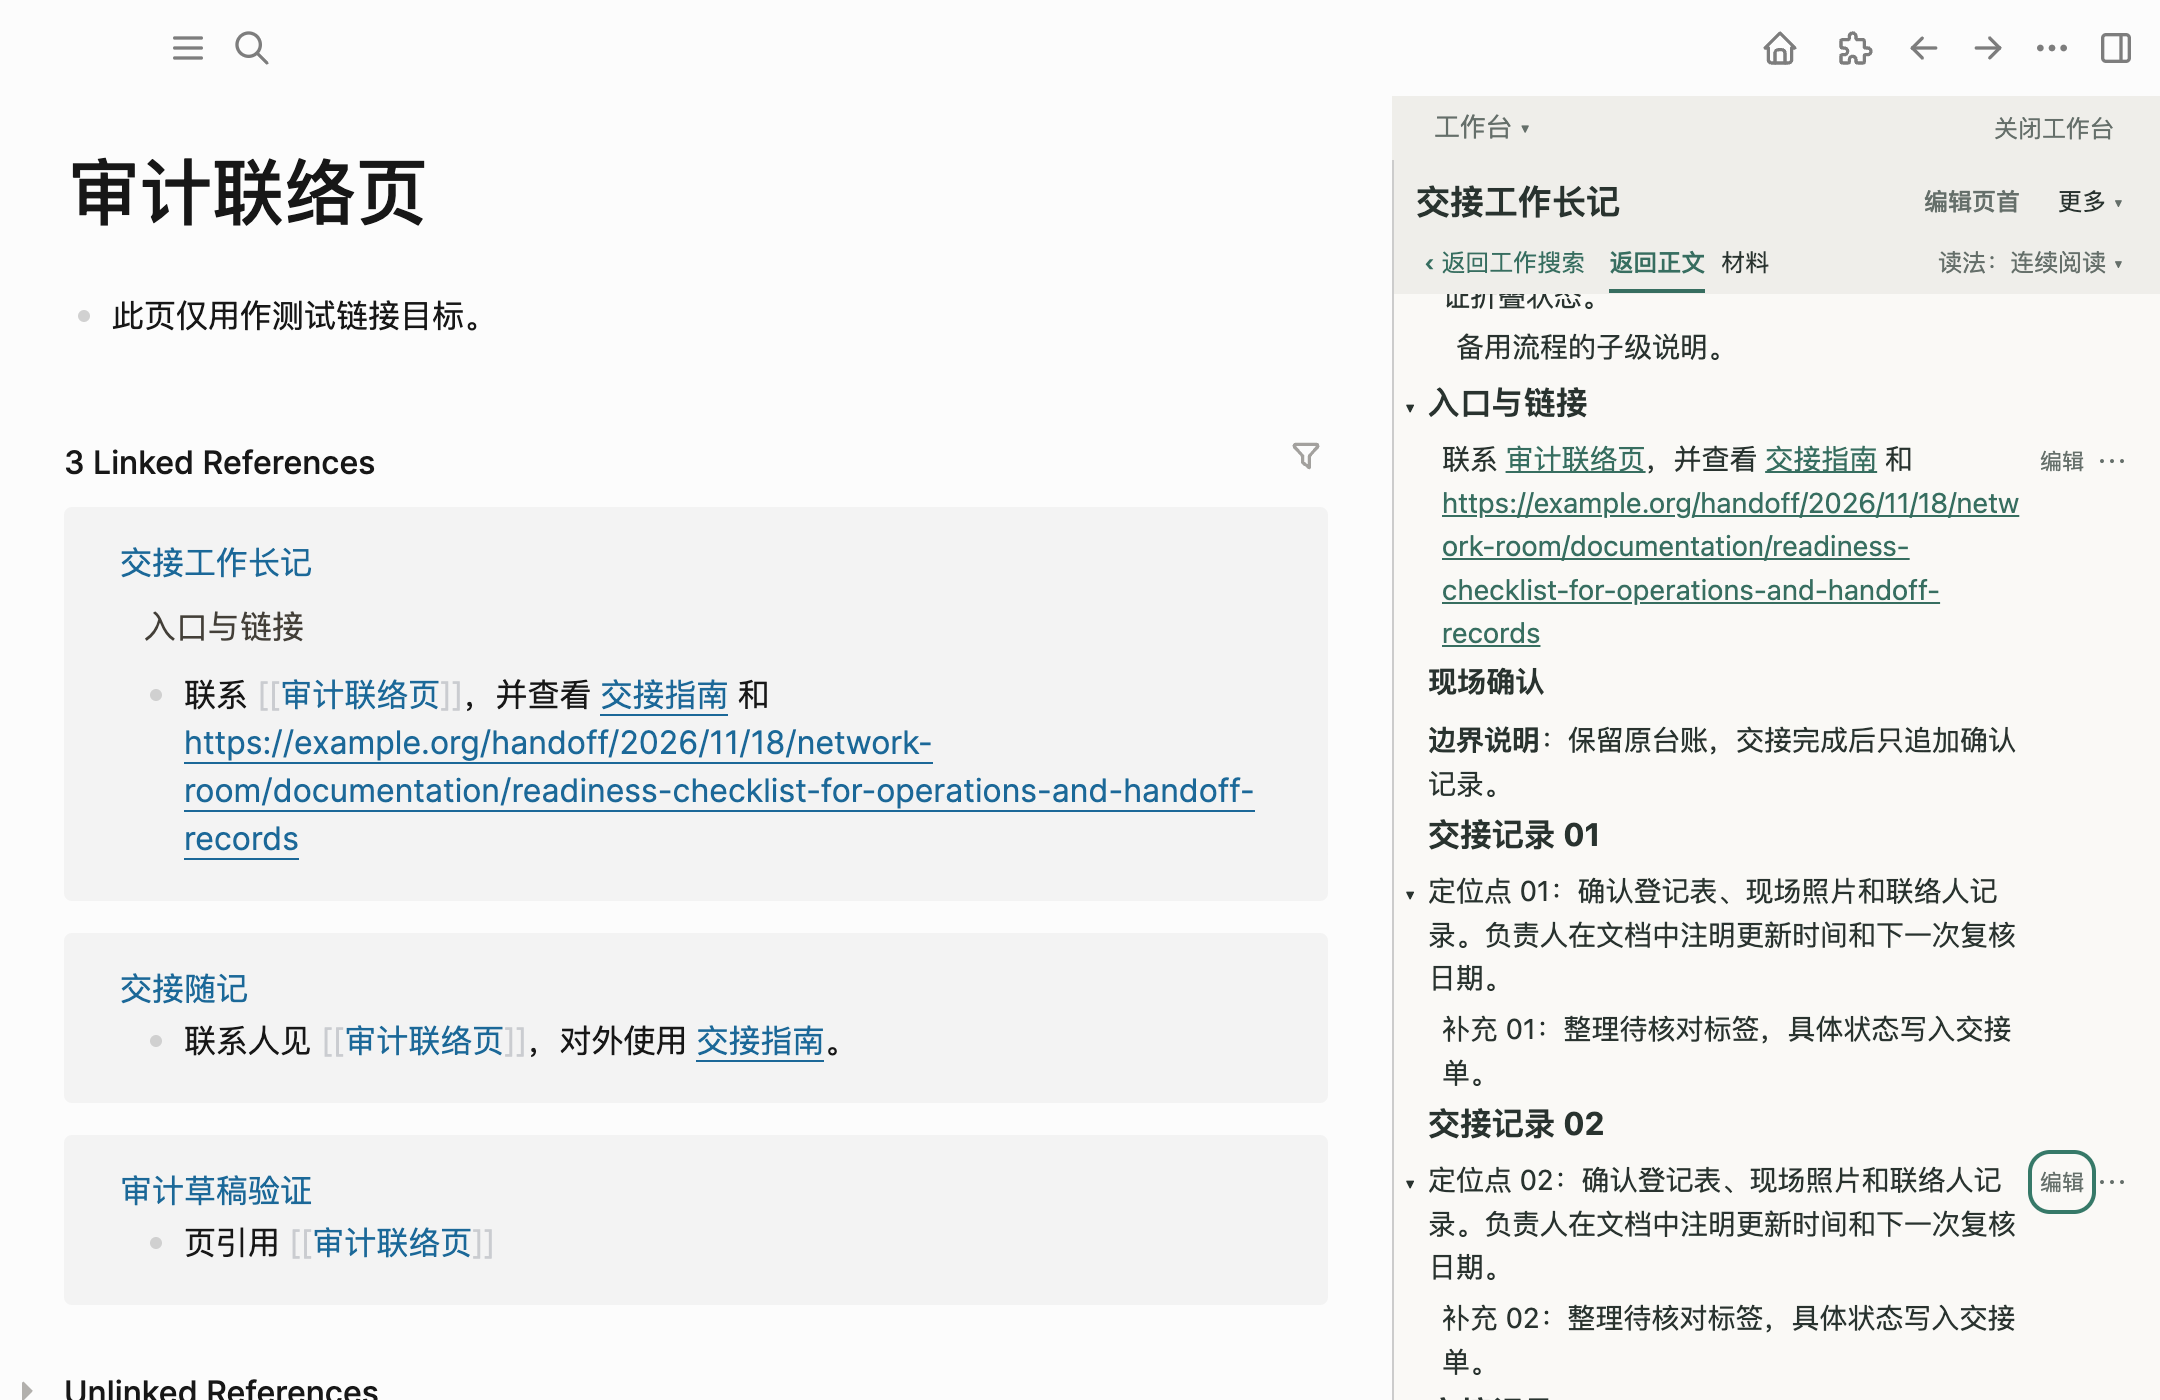 审计联络页
此页仅用作测试链接目标。
3 Linked References
交接工作长记
入口与链接
联系 [[审计联络页]]，并查看 交接指南 和
https://example.org/handoff/2026/11/18/network-
room/documentation/readiness-checklist-for-operations-and-handoff-
records
交接随记
联系人见 [[审计联络页]]，对外使用 交接指南。
审计草稿验证
页引用 [[审计联络页]]
Unlinked References
工作台 ▾
关闭工作台
交接工作长记
编辑页首
更多 ▾
‹ 返回工作搜索
返回正文
材料
读法：连续阅读 ▾
证折叠状态。
备用流程的子级说明。
入口与链接
联系 审计联络页，并查看 交接指南 和
编辑 ···
https://example.org/handoff/2026/11/18/netw
ork-room/documentation/readiness-
checklist-for-operations-and-handoff-
records
现场确认
边界说明：保留原台账，交接完成后只追加确认
记录。
交接记录 01
定位点 01：确认登记表、现场照片和联络人记
录。负责人在文档中注明更新时间和下一次复核
日期。
补充 01：整理待核对标签，具体状态写入交接
单。
交接记录 02
定位点 02：确认登记表、现场照片和联络人记
编辑 ···
录。负责人在文档中注明更新时间和下一次复核
日期。
补充 02：整理待核对标签，具体状态写入交接
单。